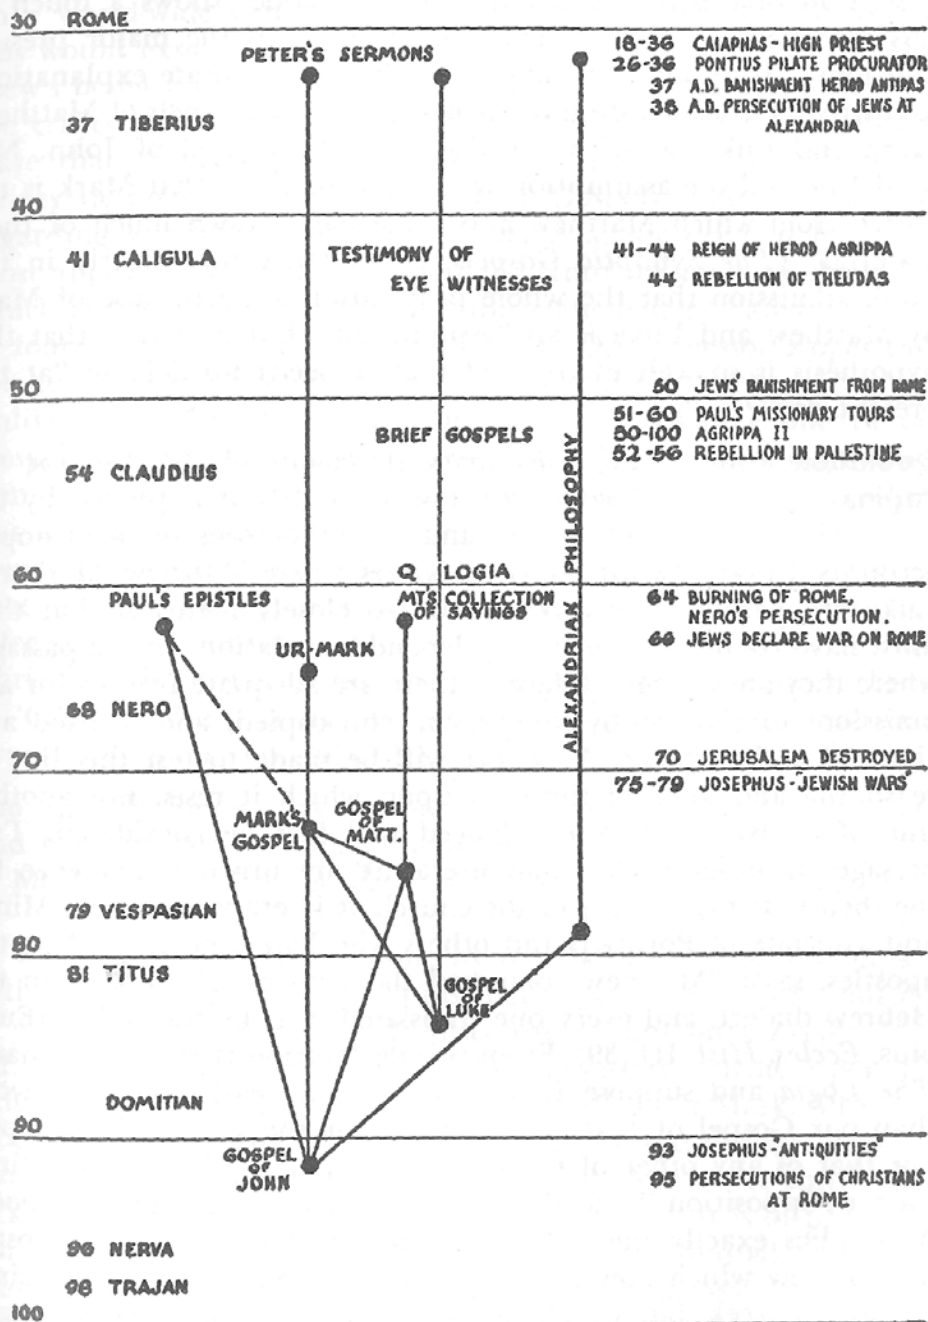 30 ROME
PETER'S SERMONS
18-36 CAIAPHAS - HIGH PRIEST
26-36 PONTIUS PILATE PROCURATOR
37 A.D. BANISHMENT HEROD ANTIPAS
38 A.D. PERSECUTION OF JEWS AT
ALEXANDRIA
37 TIBERIUS
40
41 CALIGULA
TESTIMONY OF
EYE WITNESSES
41-44 REIGN OF HEROD AGRIPPA
44 REBELLION OF THEUDAS
50
50 JEWS' BANISHMENT FROM ROME
51-60 PAUL'S MISSIONARY TOURS
50-100 AGRIPPA II
52-56 REBELLION IN PALESTINE
BRIEF GOSPELS
54 CLAUDIUS
ALEXANDRIAN PHILOSOPHY
60
Q LOGIA
MT'S COLLECTION
OF SAYINGS
PAUL'S EPISTLES
64 BURNING OF ROME,
NERO'S PERSECUTION.
66 JEWS DECLARE WAR ON ROME
UR-MARK
68 NERO
70
70 JERUSALEM DESTROYED
75-79 JOSEPHUS-"JEWISH WARS"
MARK'S
GOSPEL
GOSPEL
OF
MATT.
79 VESPASIAN
80
81 TITUS
GOSPEL
OF
LUKE
DOMITIAN
90
GOSPEL
OF
JOHN
93 JOSEPHUS-"ANTIQUITIES"
95 PERSECUTIONS OF CHRISTIANS
AT ROME
96 NERVA
98 TRAJAN
100